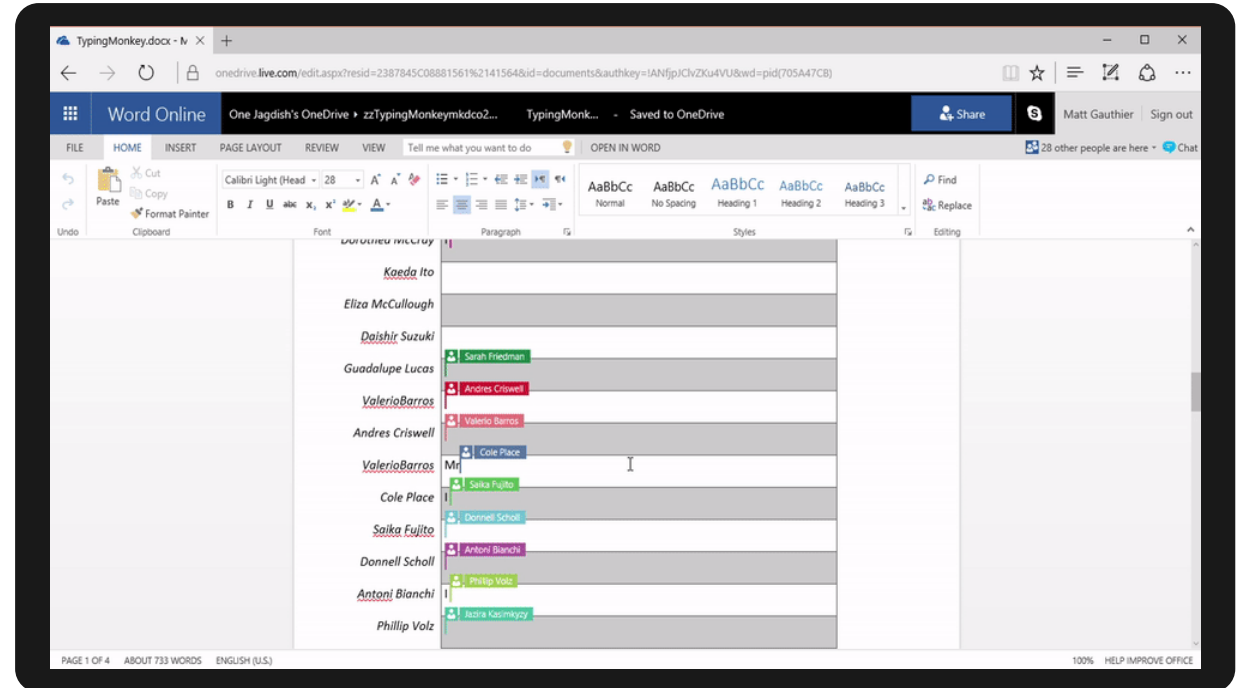 TypingMonkey.docx - M
onedrive.live.com/edit.aspx?resid=2387845C08881561%2141564&id=documents&authkey=!ANfjpJClvZKu4VU&wd=pid(705A47CB)
Word Online One Jagdish's OneDrive zzTypingMonkeymkdco2... TypingMonk... - Saved to OneDrive Share Matt Gauthier Sign out
FILE HOME INSERT PAGE LAYOUT REVIEW VIEW Tell me what you want to do OPEN IN WORD 28 other people are here Chat
Paste Cut Copy Format Painter
Calibri Light (Head 28
B I U abc x, x²
AaBbCc AaBbCc AaBbCc AaBbCc AaBbCc
Normal No Spacing Heading 1 Heading 2 Heading 3
Find
Replace
Undo Clipboard Font Paragraph Styles Editing
Dorothea McCray I
Kaeda Ito
Eliza McCullough
Daishir Suzuki
Sarah Friedman
Guadalupe Lucas
Andres Criswell
ValerioBarros
Valerio Barros
Andres Criswell
Cole Place
ValerioBarros Mr
Saika Fujito
Cole Place I
Donnell Scholl
Saika Fujito
Antoni Bianchi
Donnell Scholl
Phillip Volz
Antoni Bianchi I
Jazira Kasimkyzy
Phillip Volz
PAGE 1 OF 4 ABOUT 733 WORDS ENGLISH (U.S.) 100% HELP IMPROVE OFFICE